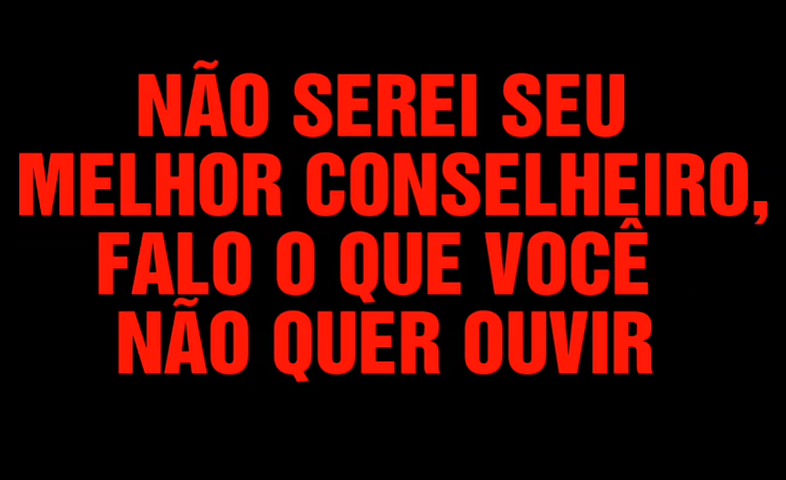 NÃO SEREI SEU
MELHOR CONSELHEIRO,
FALO O QUE VOCÊ
NÃO QUER OUVIR